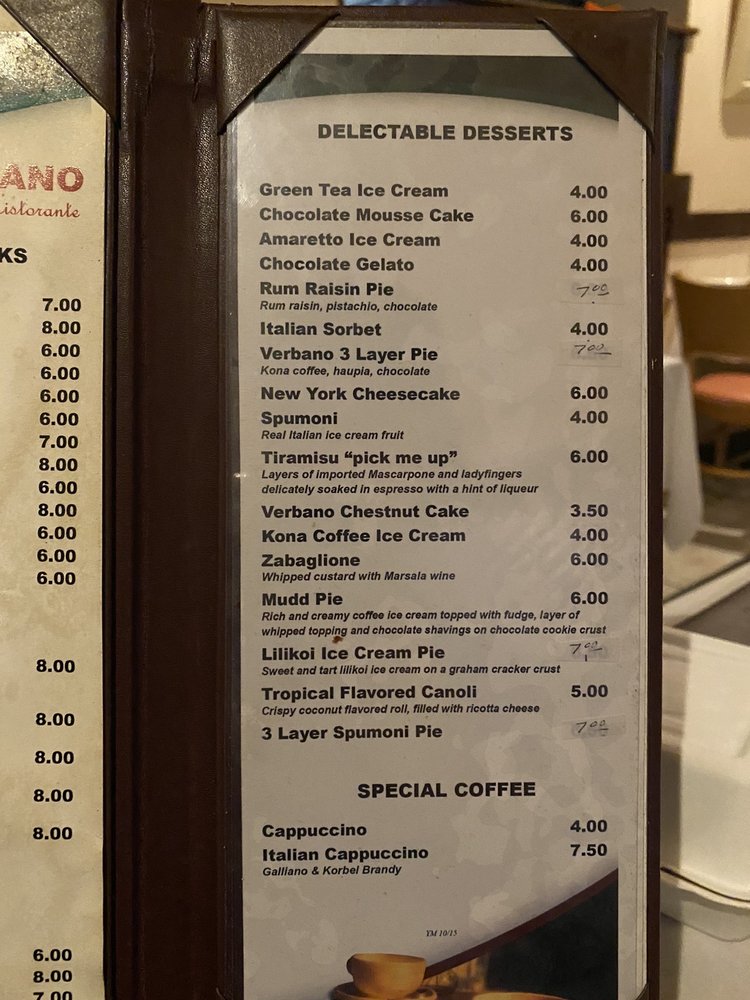 ANO
istorante
KS
7.00
8.00
6.00
6.00
6.00
6.00
7.00
8.00
6.00
8.00
6.00
6.00
6.00
8.00
8.00
8.00
8.00
8.00
6.00
8.00
7.00
DELECTABLE DESSERTS
Green Tea Ice Cream 4.00
Chocolate Mousse Cake 6.00
Amaretto Ice Cream 4.00
Chocolate Gelato 4.00
Rum Raisin Pie 7.00
Rum raisin, pistachio, chocolate
Italian Sorbet 4.00
Verbano 3 Layer Pie 7.00
Kona coffee, haupia, chocolate
New York Cheesecake 6.00
Spumoni 4.00
Real Italian ice cream fruit
Tiramisu “pick me up” 6.00
Layers of imported Mascarpone and ladyfingers
delicately soaked in espresso with a hint of liqueur
Verbano Chestnut Cake 3.50
Kona Coffee Ice Cream 4.00
Zabaglione 6.00
Whipped custard with Marsala wine
Mudd Pie 6.00
Rich and creamy coffee ice cream topped with fudge, layer of
whipped topping and chocolate shavings on chocolate cookie crust
Lilikoi Ice Cream Pie 7.00
Sweet and tart lilikoi ice cream on a graham cracker crust
Tropical Flavored Canoli 5.00
Crispy coconut flavored roll, filled with ricotta cheese
3 Layer Spumoni Pie 7.00
SPECIAL COFFEE
Cappuccino 4.00
Italian Cappuccino 7.50
Galliano & Korbel Brandy
YM 10/15